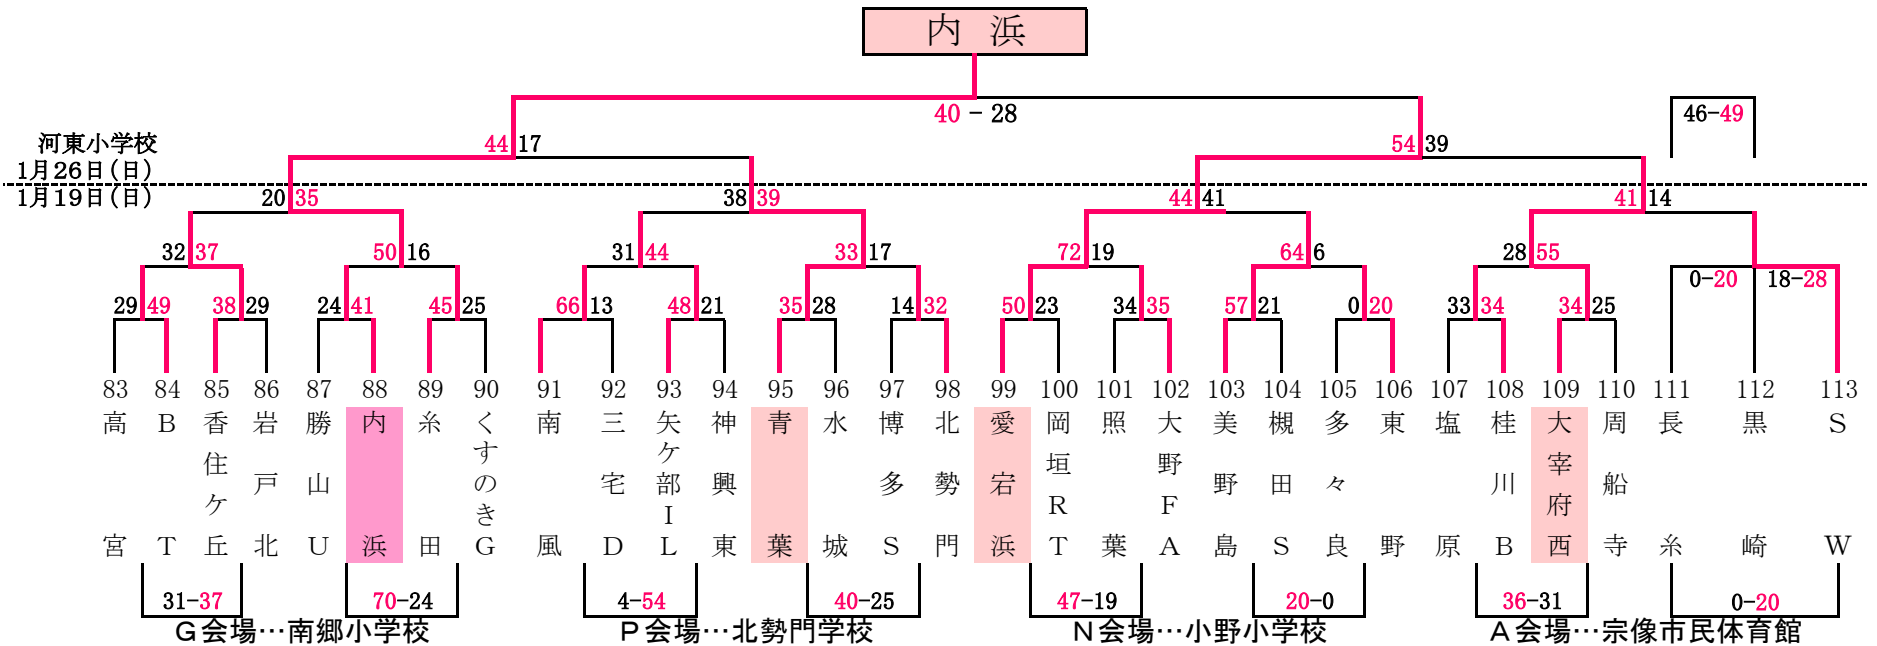 内 浜
40 - 28
46-49
河東小学校
44 17
54 39
1月26日(日)
1月19日(日)
20 35
38 39
44 41
41 14
32 37
50 16
31 44
33 17
72 19
64 6
28 55
0-20
18-28
29 49
38 29
24 41
45 25
66 13
48 21
35 28
14 32
50 23
34 35
57 21
0 20
33 34
34 25
83 84 85 86 87 88 89 90 91 92 93 94 95 96 97 98 99 100 101 102 103 104 105 106 107 108 109 110 111 112 113
高宮
BT
香住ケ丘
岩戸北
勝山U
内浜
糸田
くすのきG
南風
三宅D
矢ケ部IL
神興東
青葉
水城
博多S
北勢門
愛宕浜
岡垣RT
照葉
大野FA
美野島
槻田S
多々良
東野
塩原
桂川B
大宰府西
周船寺
長糸
黒崎
SW
31-37
70-24
4-54
40-25
47-19
20-0
36-31
0-20
G会場…南郷小学校
P会場…北勢門学校
N会場…小野小学校
A会場…宗像市民体育館